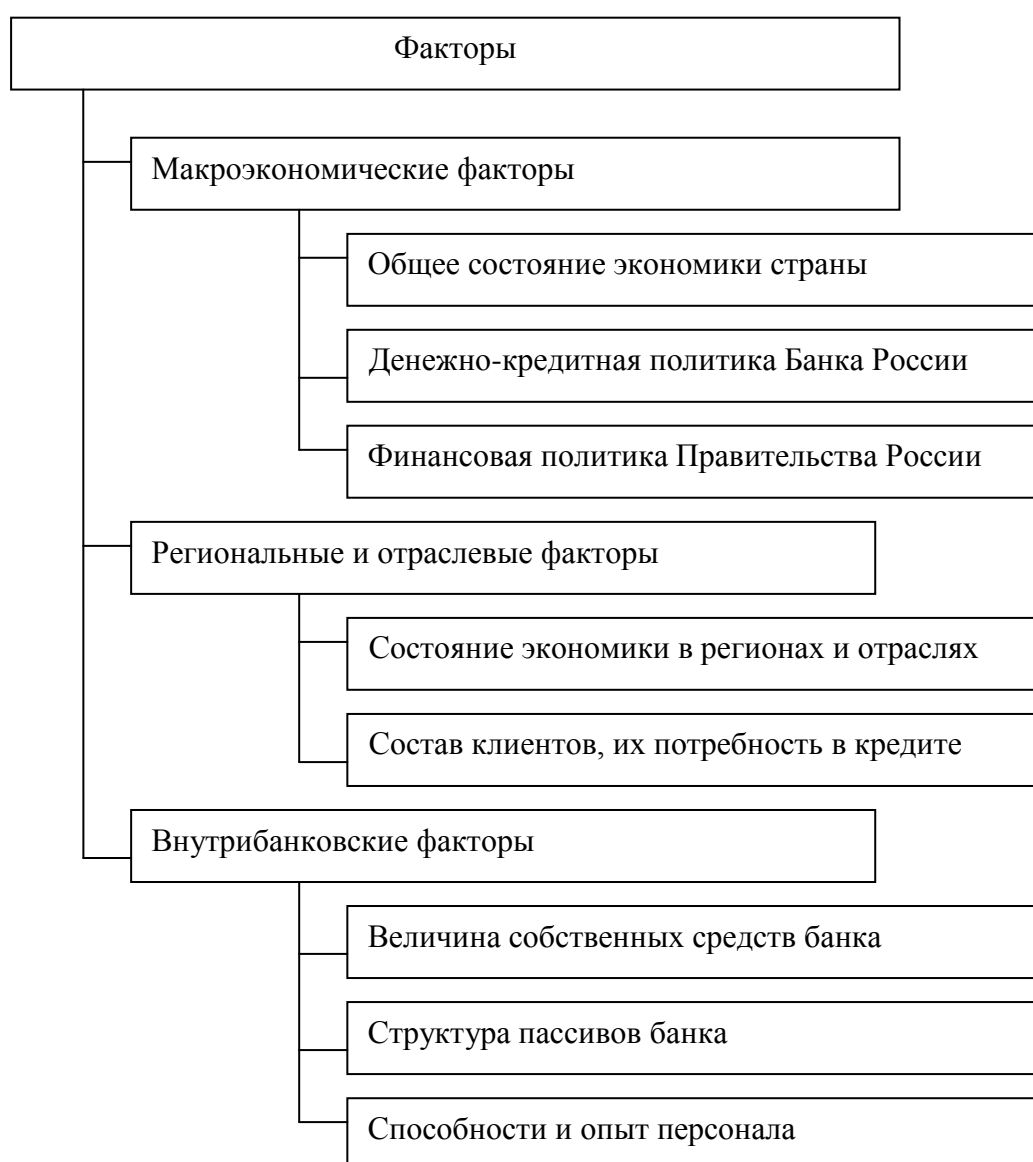 Факторы
Макроэкономические факторы
Общее состояние экономики страны
Денежно-кредитная политика Банка России
Финансовая политика Правительства России
Региональные и отраслевые факторы
Состояние экономики в регионах и отраслях
Состав клиентов, их потребность в кредите
Внутрибанковские факторы
Величина собственных средств банка
Структура пассивов банка
Способности и опыт персонала